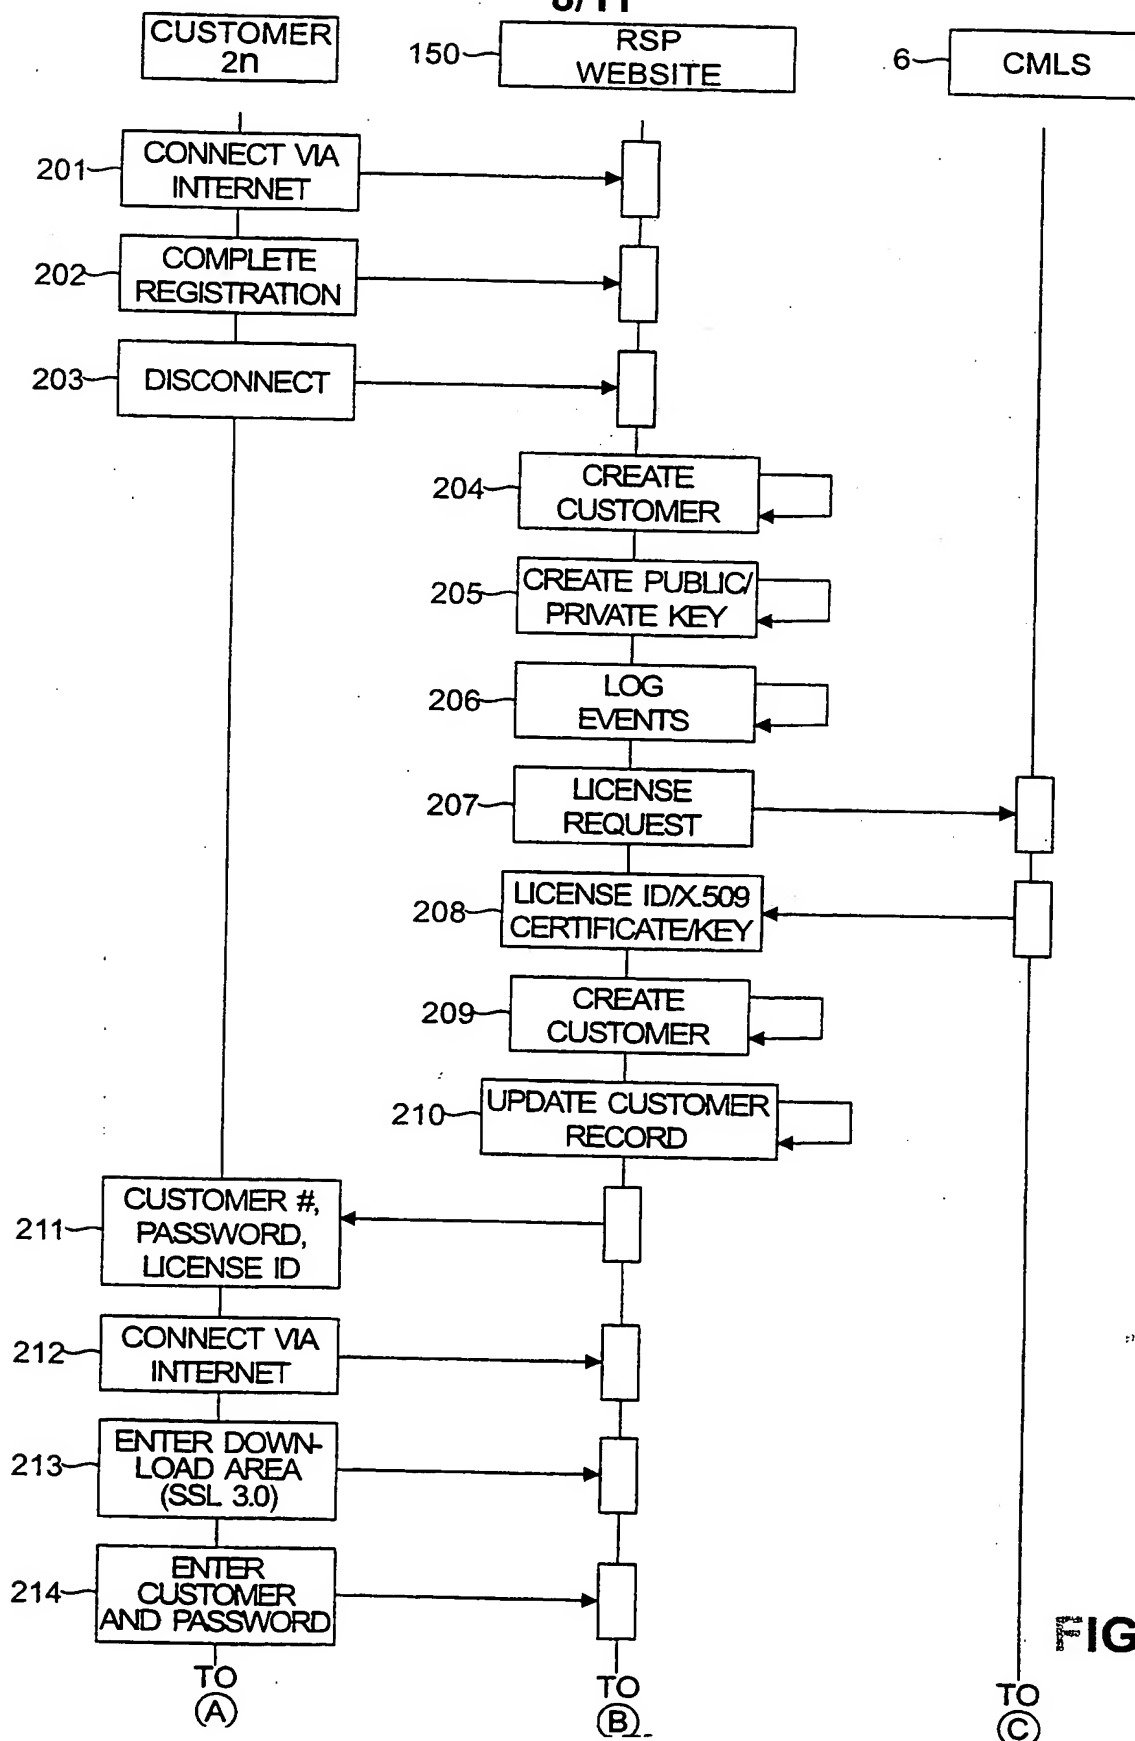 8/11
CUSTOMER
2n
150
RSP
WEBSITE
6
CMLS
201
CONNECT VIA
INTERNET
202
COMPLETE
REGISTRATION
203
DISCONNECT
204
CREATE
CUSTOMER
205
CREATE PUBLIC/
PRIVATE KEY
206
LOG
EVENTS
207
LICENSE
REQUEST
208
LICENSE ID/X.509
CERTIFICATE/KEY
209
CREATE
CUSTOMER
210
UPDATE CUSTOMER
RECORD
211
CUSTOMER #,
PASSWORD,
LICENSE ID
212
CONNECT VIA
INTERNET
213
ENTER DOWN-
LOAD AREA
(SSL 3.0)
214
ENTER
CUSTOMER
AND PASSWORD
FIG
TO
A
TO
B
TO
C